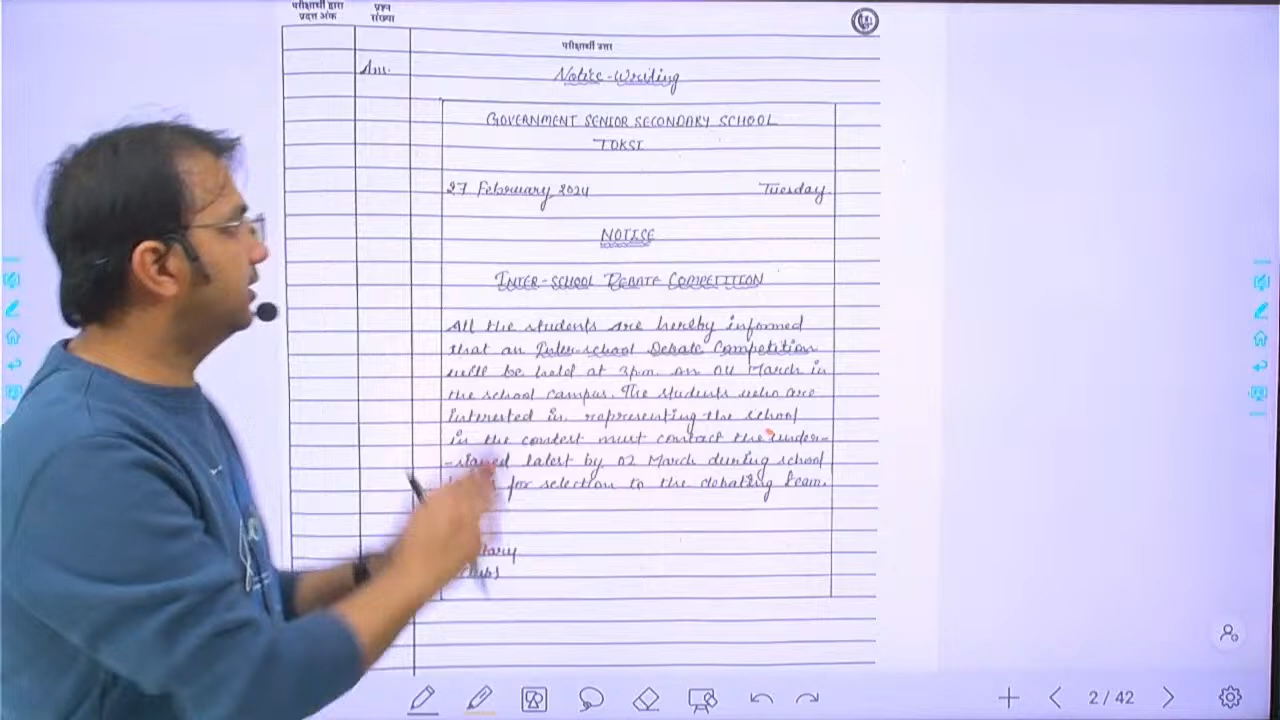 परीक्षार्थी द्वारा
प्रदत्त अंक
प्रश्न
संख्या
परीक्षार्थी उत्तर
Ans.
Notice-Writing
GOVERNMENT SENIOR SECONDARY SCHOOL
TOKSI
27 February 2024 Tuesday
NOTICE
INTER-SCHOOL DEBATE COMPETITION
All the students are hereby informed
that an Inter-school Debate Competition
will be held at 3pm. on 04 March in
the school campus. The students who are
interested in representing the school
in the contest must contact the under-
-signed latest by 02 March during school
for selection to the debating team.
2 / 42